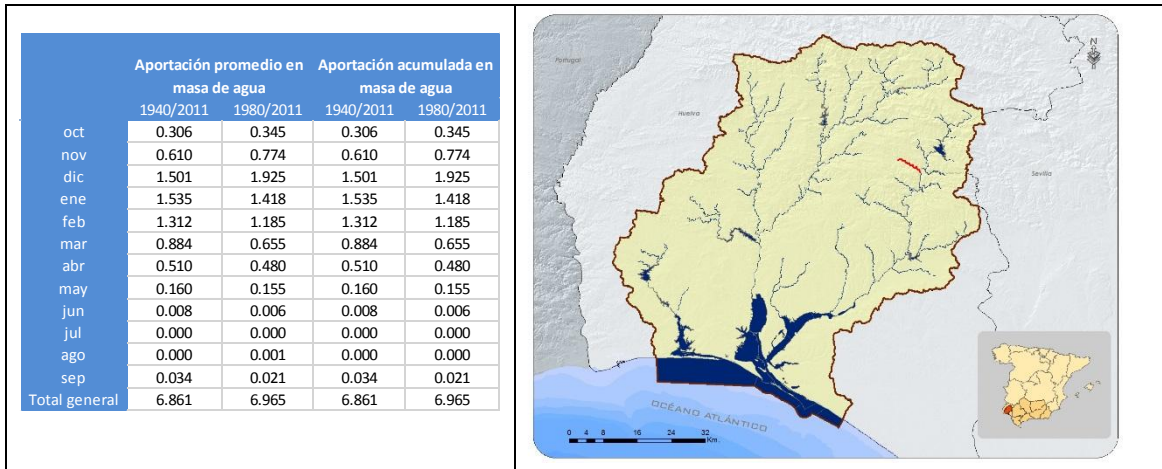 Aportación promedio en masa de agua Aportación acumulada en masa de agua
1940/2011 1980/2011 1940/2011 1980/2011
oct 0.306 0.345 0.306 0.345
nov 0.610 0.774 0.610 0.774
dic 1.501 1.925 1.501 1.925
ene 1.535 1.418 1.535 1.418
feb 1.312 1.185 1.312 1.185
mar 0.884 0.655 0.884 0.655
abr 0.510 0.480 0.510 0.480
may 0.160 0.155 0.160 0.155
jun 0.008 0.006 0.008 0.006
jul 0.000 0.000 0.000 0.000
ago 0.000 0.001 0.000 0.000
sep 0.034 0.021 0.034 0.021
Total general 6.861 6.965 6.861 6.965
N
Portugal
Huelva
Sevilla
OCÉANO ATLÁNTICO
0 4 8 16 24 32
Km.